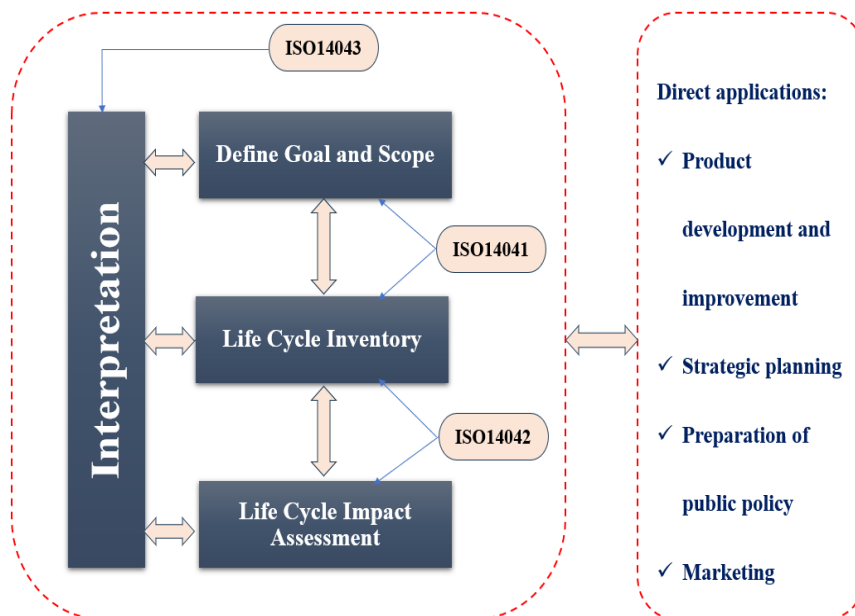 ISO14043
Interpretation
Define Goal and Scope
ISO14041
Life Cycle Inventory
ISO14042
Life Cycle Impact
Assessment
Direct applications:
✓ Product
development and
improvement
✓ Strategic planning
✓ Preparation of
public policy
✓ Marketing